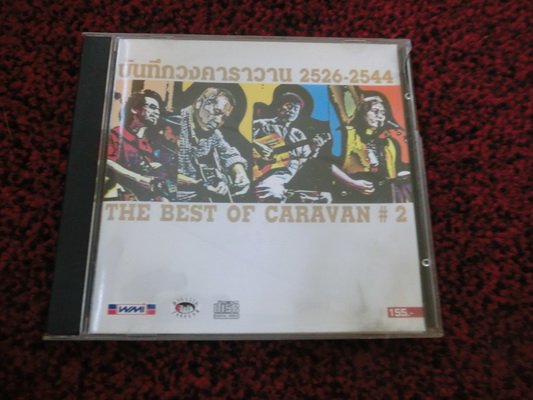 บันทึกวงคาราวาน 2526-2544
THE BEST OF CARAVAN # 2
WMI
155.-